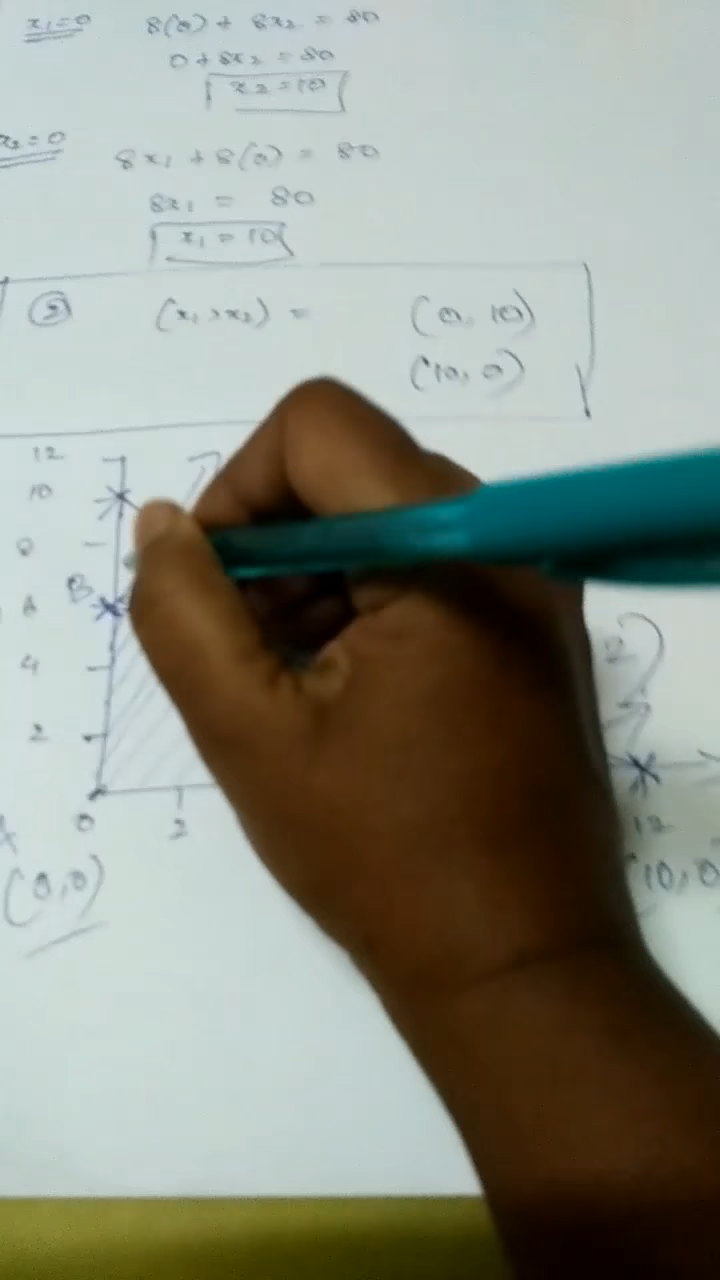 x₁=0 8(0) + 8x₂ = 80
0 + 8x₂ = 80
x₂ = 10
x₂=0 8x₁ + 8(0) = 80
8x₁ = 80
x₁ = 10
② (x₁, x₂) = (0, 10)
(10, 0)
12
10
8
B
6
4
2
0 2 12
(0,0) (10,0